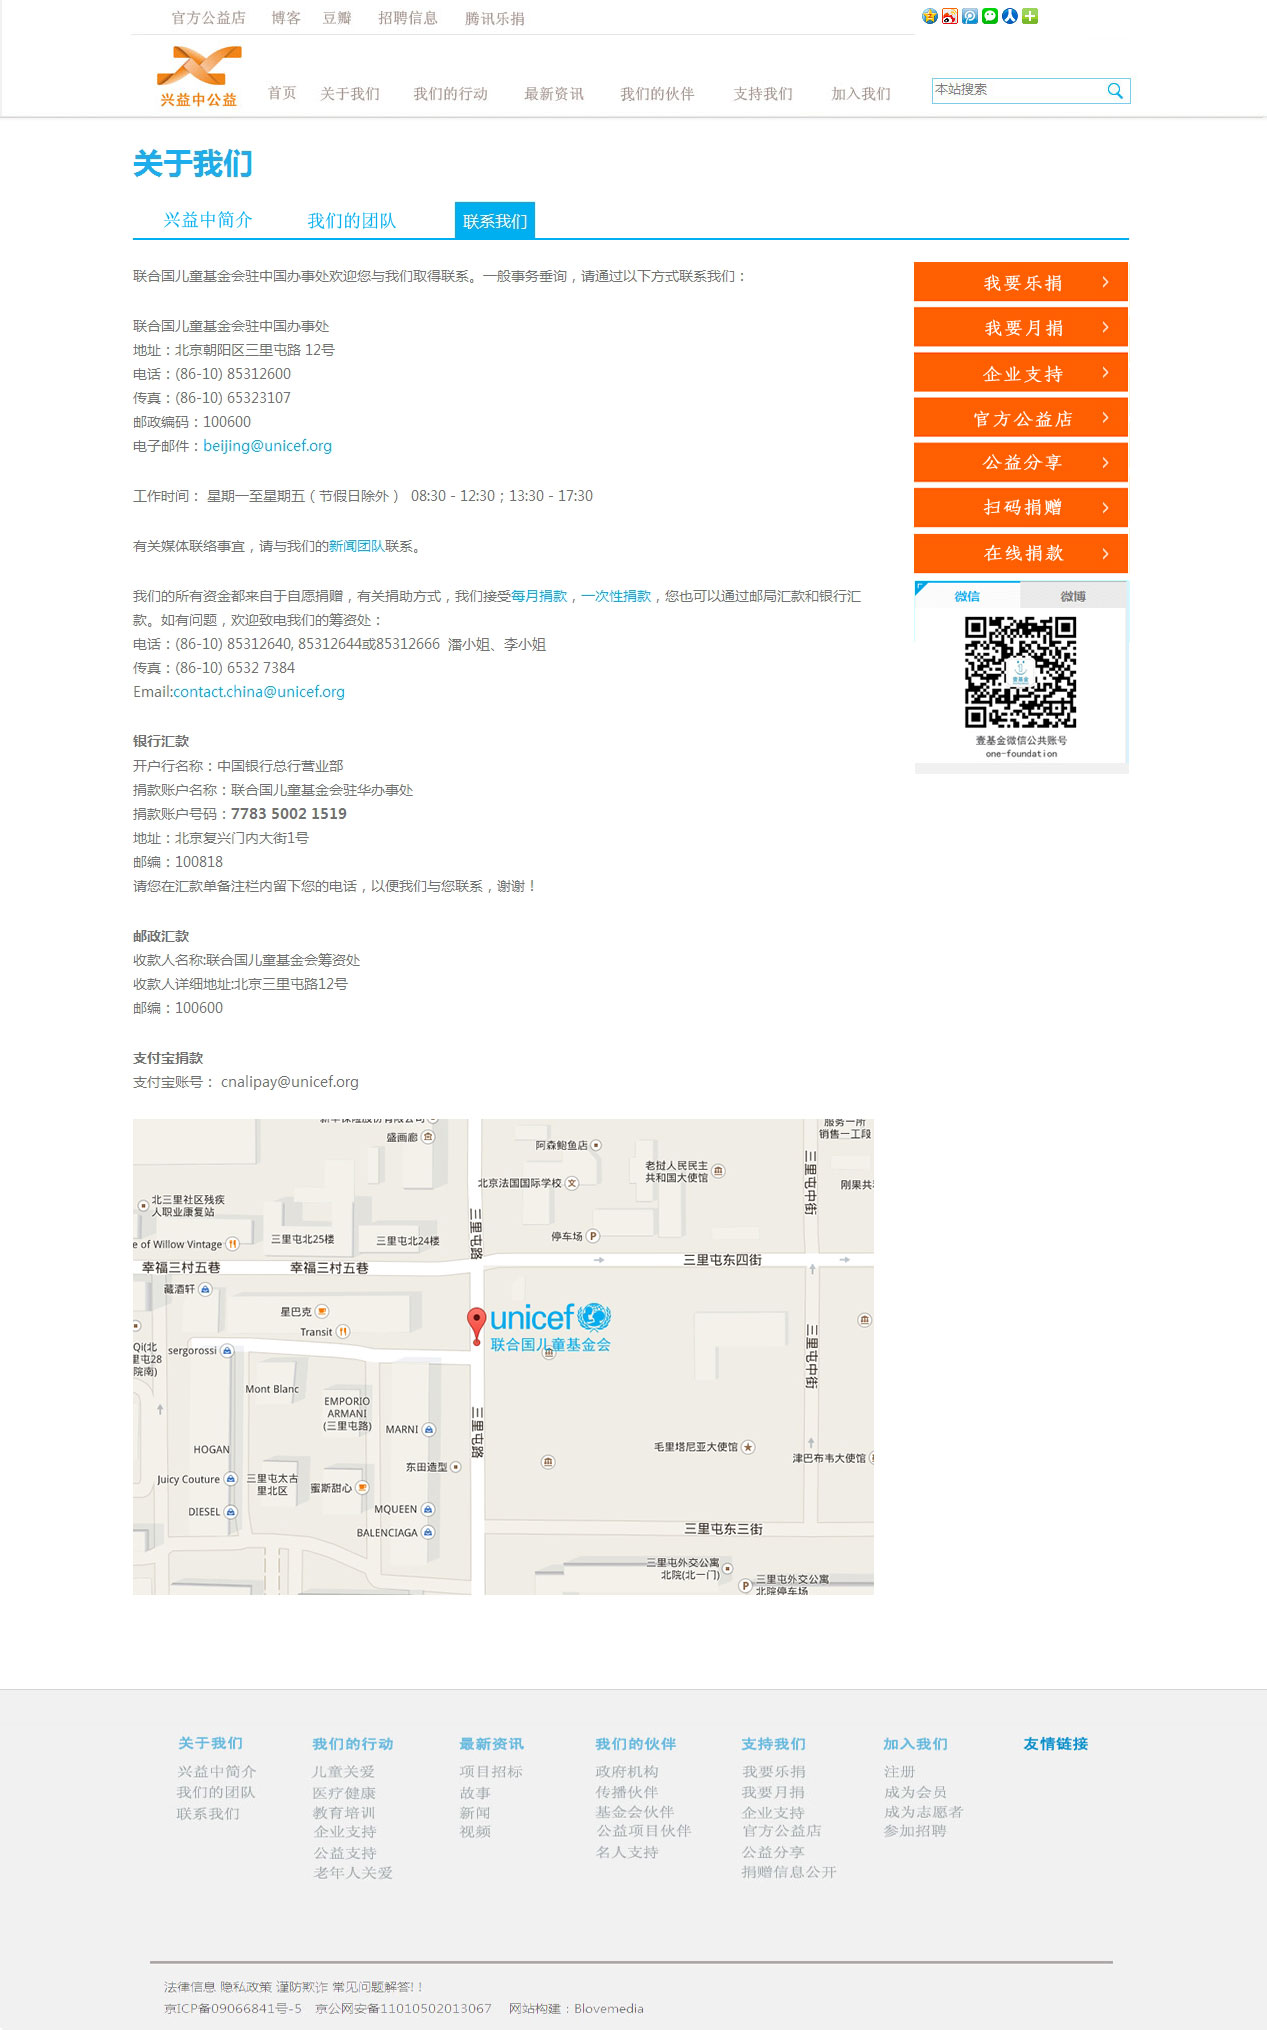 官方公益店 博客 豆瓣 招聘信息 腾讯乐捐
兴益中公益
首页 关于我们 我们的行动 最新资讯 我们的伙伴 支持我们 加入我们
本站搜索
关于我们
兴益中简介 我们的团队 联系我们
联合国儿童基金会驻中国办事处欢迎您与我们取得联系。一般事务垂询，请通过以下方式联系我们：
联合国儿童基金会驻中国办事处
地址：北京朝阳区三里屯路 12号
电话：(86-10) 85312600
传真：(86-10) 65323107
邮政编码：100600
电子邮件：beijing@unicef.org
工作时间： 星期一至星期五（节假日除外） 08:30 - 12:30；13:30 - 17:30
有关媒体联络事宜，请与我们的新闻团队联系。
我们的所有资金都来自于自愿捐赠，有关捐助方式，我们接受每月捐款，一次性捐款，您也可以通过邮局汇款和银行汇
款。如有问题，欢迎致电我们的筹资处：
电话：(86-10) 85312640, 85312644或85312666 潘小姐、李小姐
传真：(86-10) 6532 7384
Email:contact.china@unicef.org
银行汇款
开户行名称：中国银行总行营业部
捐款账户名称：联合国儿童基金会驻华办事处
捐款账户号码：7783 5002 1519
地址：北京复兴门内大街1号
邮编：100818
请您在汇款单备注栏内留下您的电话，以便我们与您联系，谢谢！
邮政汇款
收款人名称:联合国儿童基金会筹资处
收款人详细地址:北京三里屯路12号
邮编：100600
支付宝捐款
支付宝账号： cnalipay@unicef.org
我要乐捐
我要月捐
企业支持
官方公益店
公益分享
扫码捐赠
在线捐款
微信 微博
壹基金
壹基金微信公共账号
one-foundation
盛画廊
阿森鲍鱼店
服务一所
销售一工段
老挝人民民主
共和国大使馆
北京法国国际学校
三里屯中街
刚果共
北三里社区残疾
人职业康复站
三里屯路
停车场
三里屯北25楼
三里屯北24楼
e of Willow Vintage
三里屯东四街
幸福三村五巷
幸福三村五巷
藏酒轩
星巴克
Transit
unicef
联合国儿童基金会
Qi(北
里屯28
院南)
sergorossi
三里屯中街
Mont Blanc
EMPORIO
ARMANI
(三里屯路)
MARNI
三里屯路
HOGAN
毛里塔尼亚大使馆
津巴布韦大使馆
东田造型
Juicy Couture
三里屯太古
里北区
蜜斯甜心
DIESEL
MQUEEN
BALENCIAGA
三里屯东三街
三里屯外交公寓
北院(北一门)
三里屯外交公寓
北院停车场
关于我们
兴益中简介
我们的团队
联系我们
我们的行动
儿童关爱
医疗健康
教育培训
企业支持
公益支持
老年人关爱
最新资讯
项目招标
故事
新闻
视频
我们的伙伴
政府机构
传播伙伴
基金会伙伴
公益项目伙伴
名人支持
支持我们
我要乐捐
我要月捐
企业支持
官方公益店
公益分享
捐赠信息公开
加入我们
注册
成为会员
成为志愿者
参加招聘
友情链接
法律信息 隐私政策 谨防欺诈 常见问题解答! !
京ICP备09066841号-5 京公网安备11010502013067 网站构建：Blovemedia